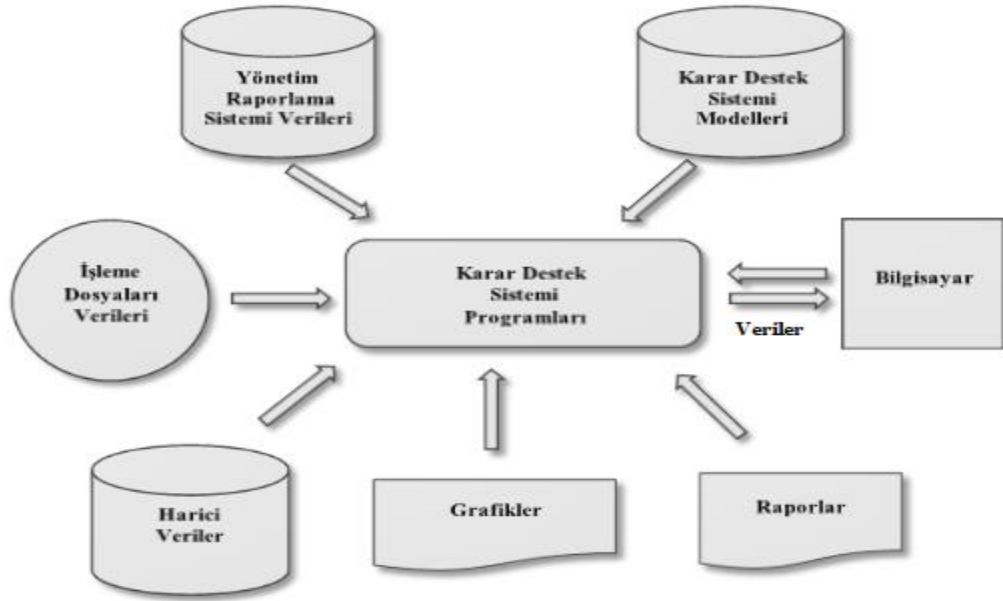 Yönetim
Raporlama
Sistemi Verileri
Karar Destek
Sistemi
Modelleri
İşleme
Dosyaları
Verileri
Karar Destek
Sistemi
Programları
Veriler
Bilgisayar
Harici
Veriler
Grafikler
Raporlar